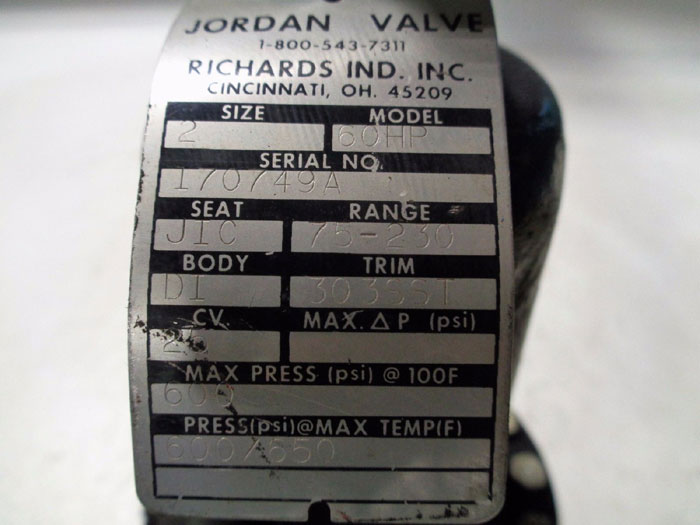 JORDAN VALVE
1-800-543-7311
RICHARDS IND. INC.
CINCINNATI, OH. 45209
SIZE MODEL
2 60HP
SERIAL NO.
170749A
SEAT RANGE
J1C 75-230
BODY TRIM
DI 303SST
CV. MAX. Δ P (psi)
MAX PRESS (psi) @ 100F
600
PRESS(psi)@MAX TEMP(F)
600/650